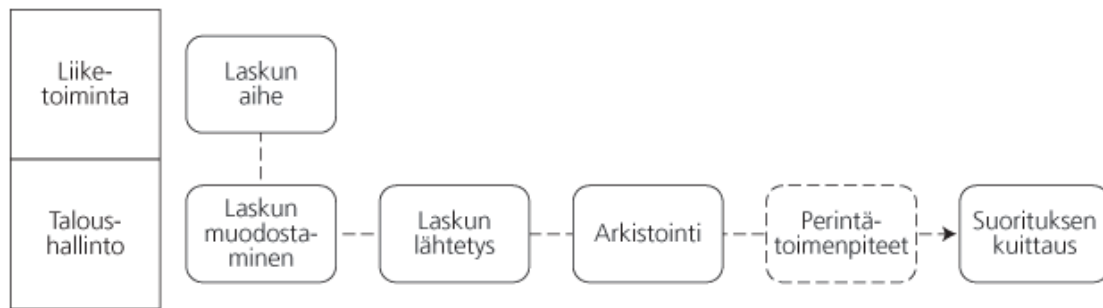 Liike-
toiminta
Laskun
aihe
Talous-
hallinto
Laskun
muodosta-
minen
Laskun
lähtetys
Arkistointi
Perintä-
toimenpiteet
Suorituksen
kuittaus